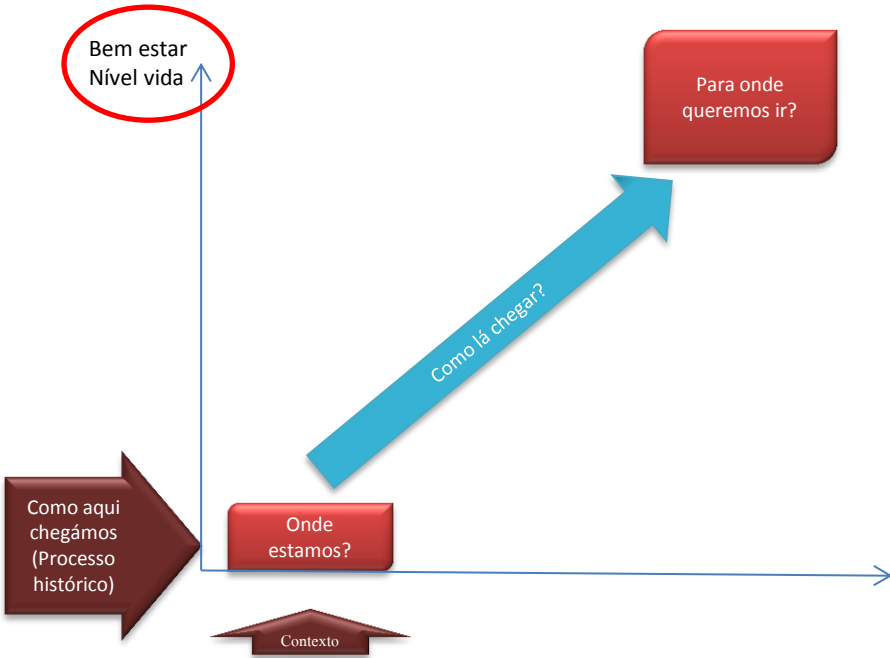 Bem estar
Nível vida
Para onde
queremos ir?
Como lá chegar?
Como aqui
chegámos
(Processo
histórico)
Onde
estamos?
Contexto